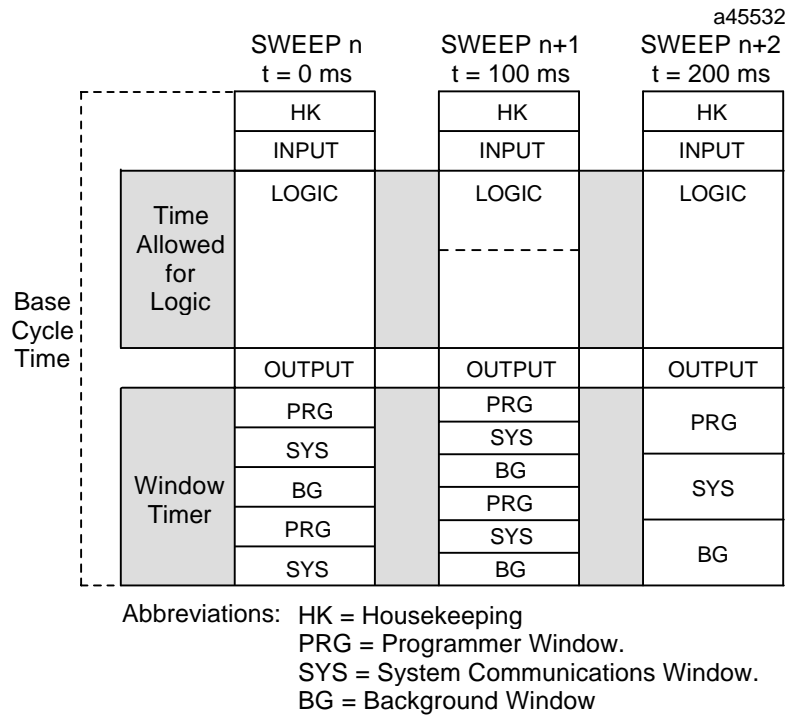 a45532
SWEEP n SWEEP n+1 SWEEP n+2
t = 0 ms t = 100 ms t = 200 ms
HK HK HK
INPUT INPUT INPUT
LOGIC LOGIC LOGIC
Time
Allowed
for
Logic
Base
Cycle
Time
OUTPUT OUTPUT OUTPUT
Window
Timer
PRG
SYS
BG
PRG
SYS
PRG
SYS
BG
PRG
SYS
BG
PRG
SYS
BG
Abbreviations: HK = Housekeeping
PRG = Programmer Window.
SYS = System Communications Window.
BG = Background Window